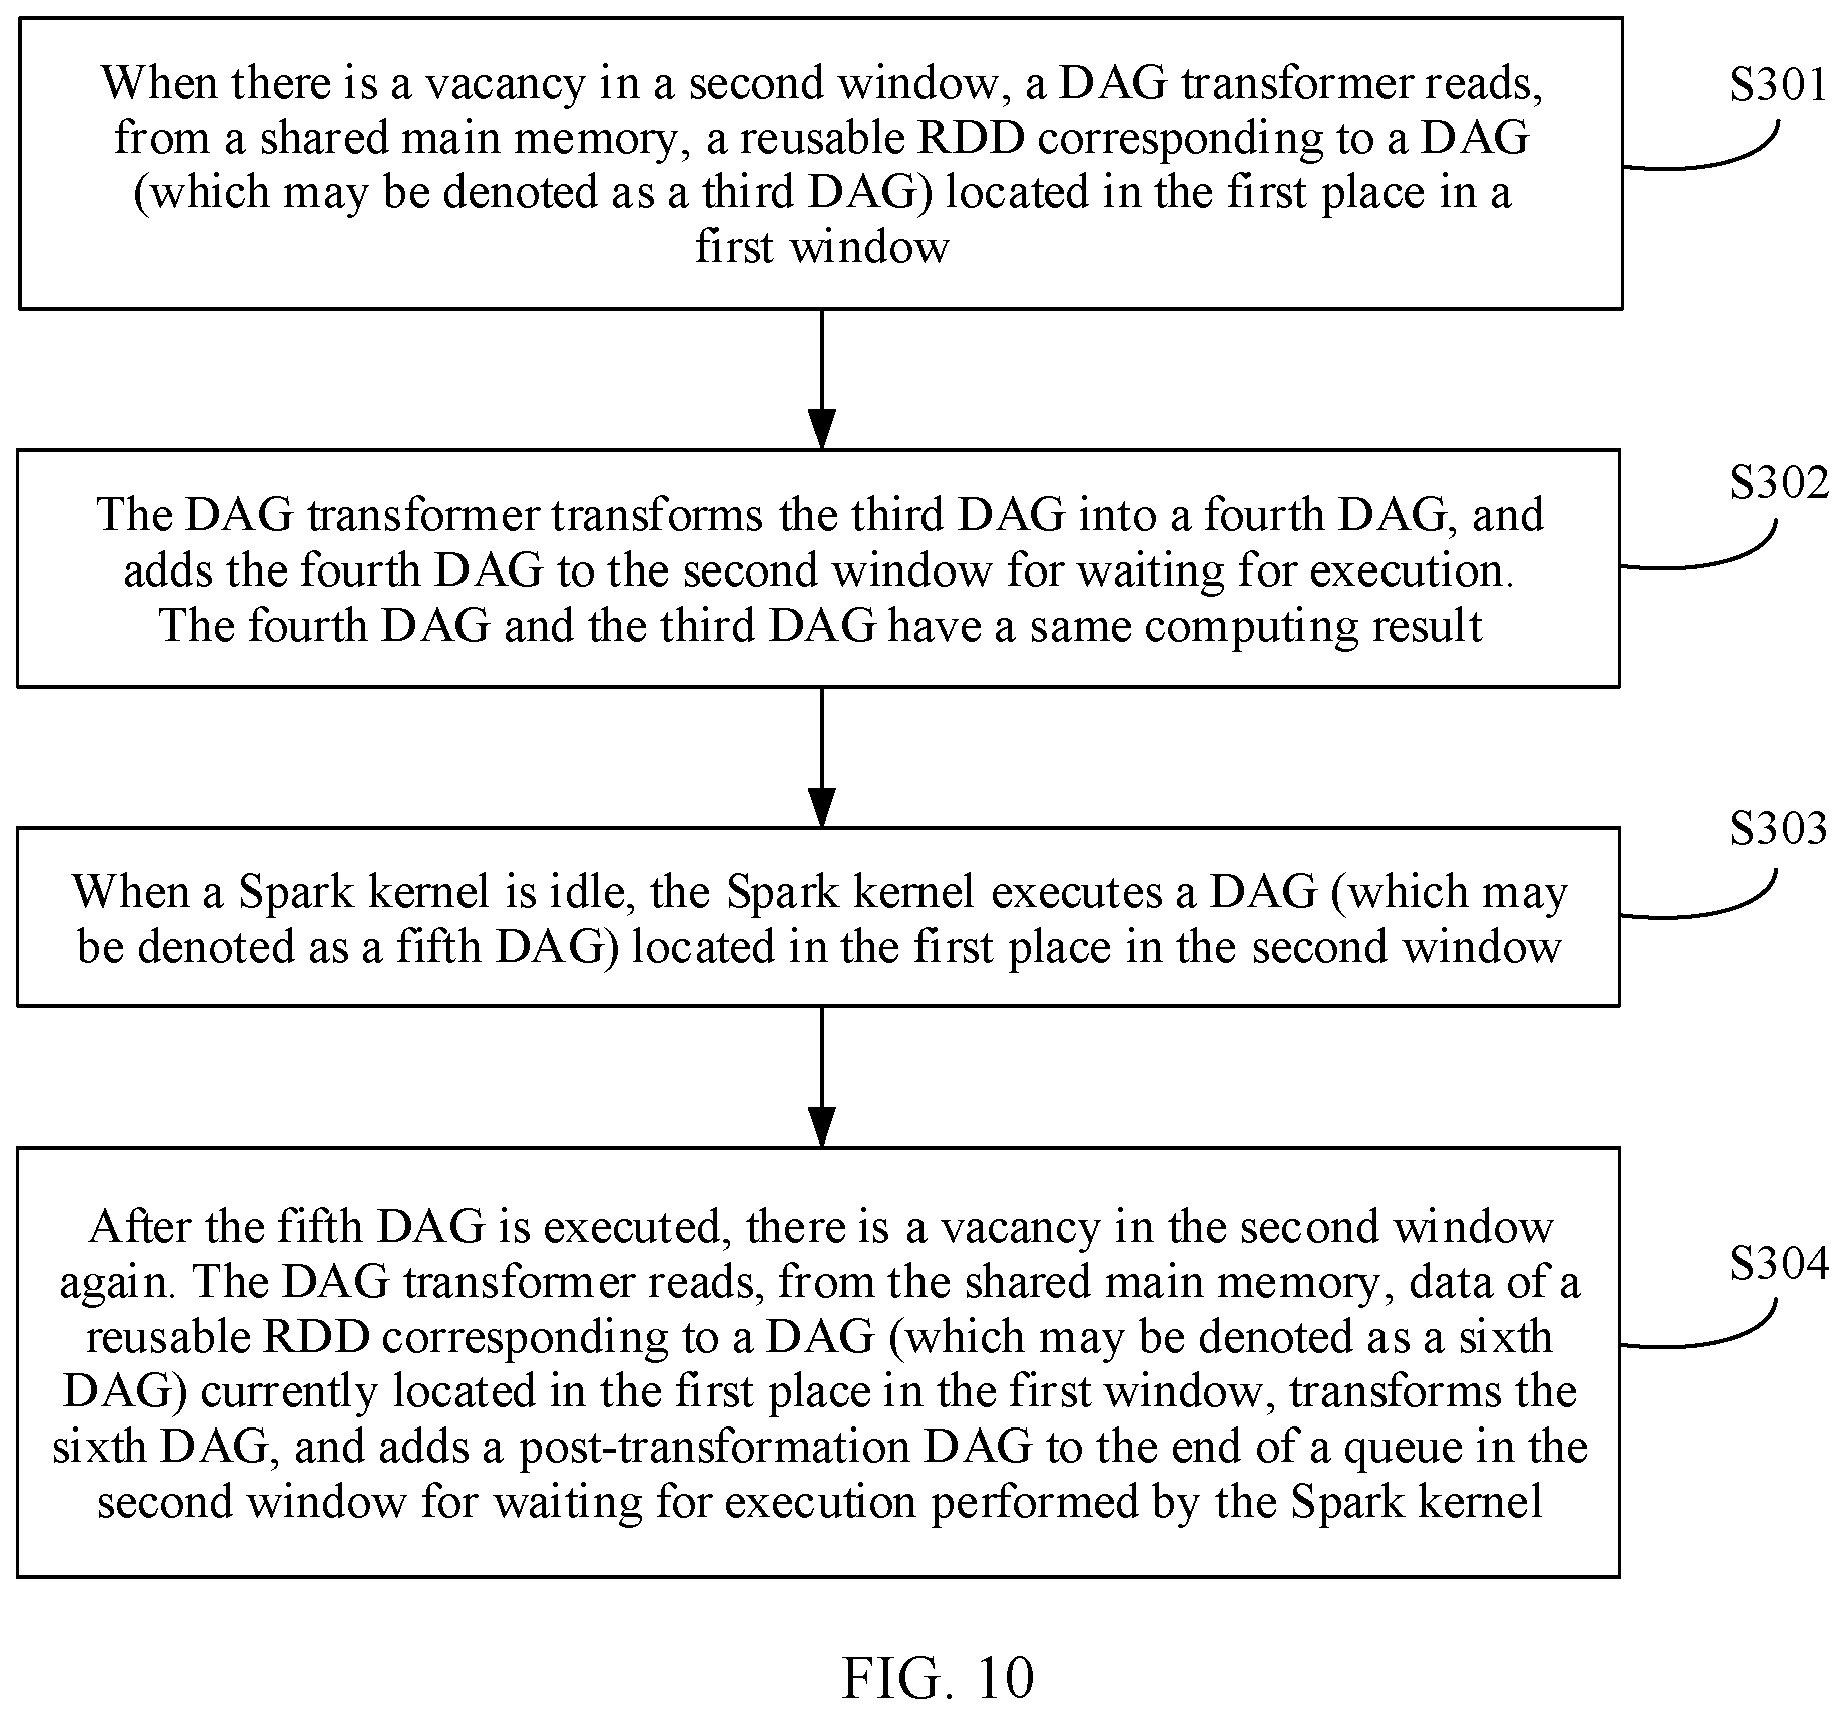 When there is a vacancy in a second window, a DAG transformer reads,
from a shared main memory, a reusable RDD corresponding to a DAG
(which may be denoted as a third DAG) located in the first place in a
first window
S301
The DAG transformer transforms the third DAG into a fourth DAG, and
adds the fourth DAG to the second window for waiting for execution.
The fourth DAG and the third DAG have a same computing result
S302
When a Spark kernel is idle, the Spark kernel executes a DAG (which may
be denoted as a fifth DAG) located in the first place in the second window
S303
After the fifth DAG is executed, there is a vacancy in the second window
again. The DAG transformer reads, from the shared main memory, data of a
reusable RDD corresponding to a DAG (which may be denoted as a sixth
DAG) currently located in the first place in the first window, transforms the
sixth DAG, and adds a post-transformation DAG to the end of a queue in the
second window for waiting for execution performed by the Spark kernel
S304
FIG. 10